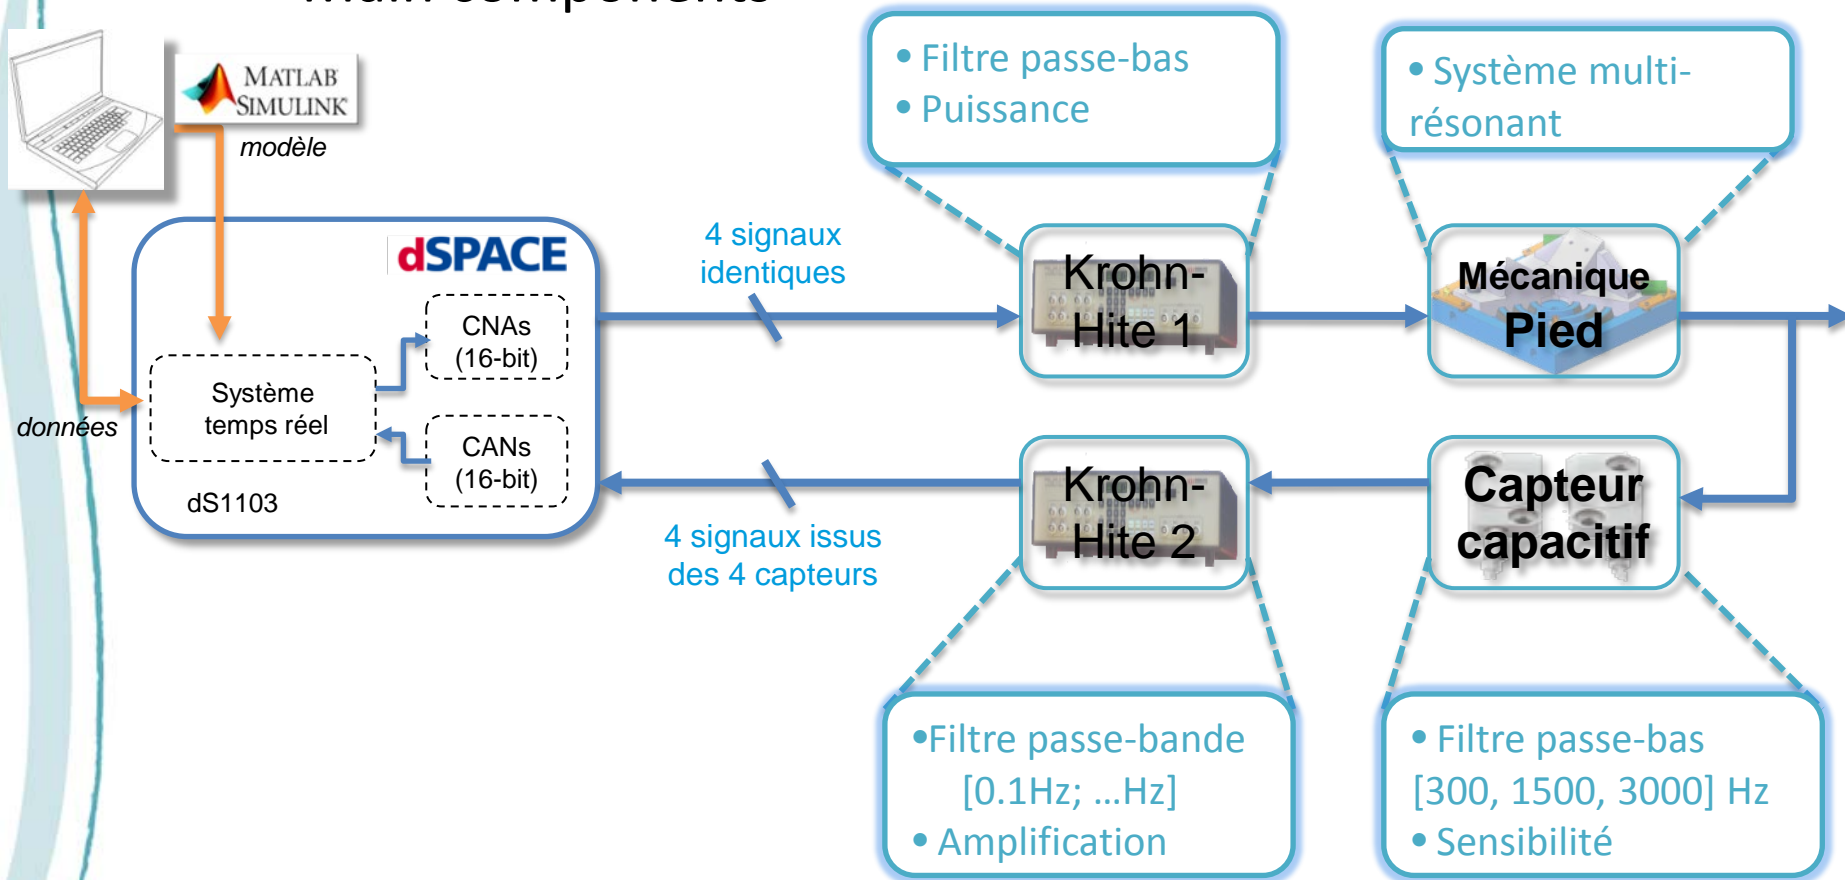 Main components
MATLAB
SIMULINK
modèle
données
dSPACE
CNAs
(16-bit)
Système
temps réel
CANs
(16-bit)
dS1103
4 signaux
identiques
4 signaux issus
des 4 capteurs
• Filtre passe-bas
• Puissance
Krohn-
Hite 1
• Système multi-
résonant
Mécanique
Pied
Krohn-
Hite 2
Capteur
capacitif
•Filtre passe-bande
[0.1Hz; ...Hz]
• Amplification
• Filtre passe-bas
[300, 1500, 3000] Hz
• Sensibilité